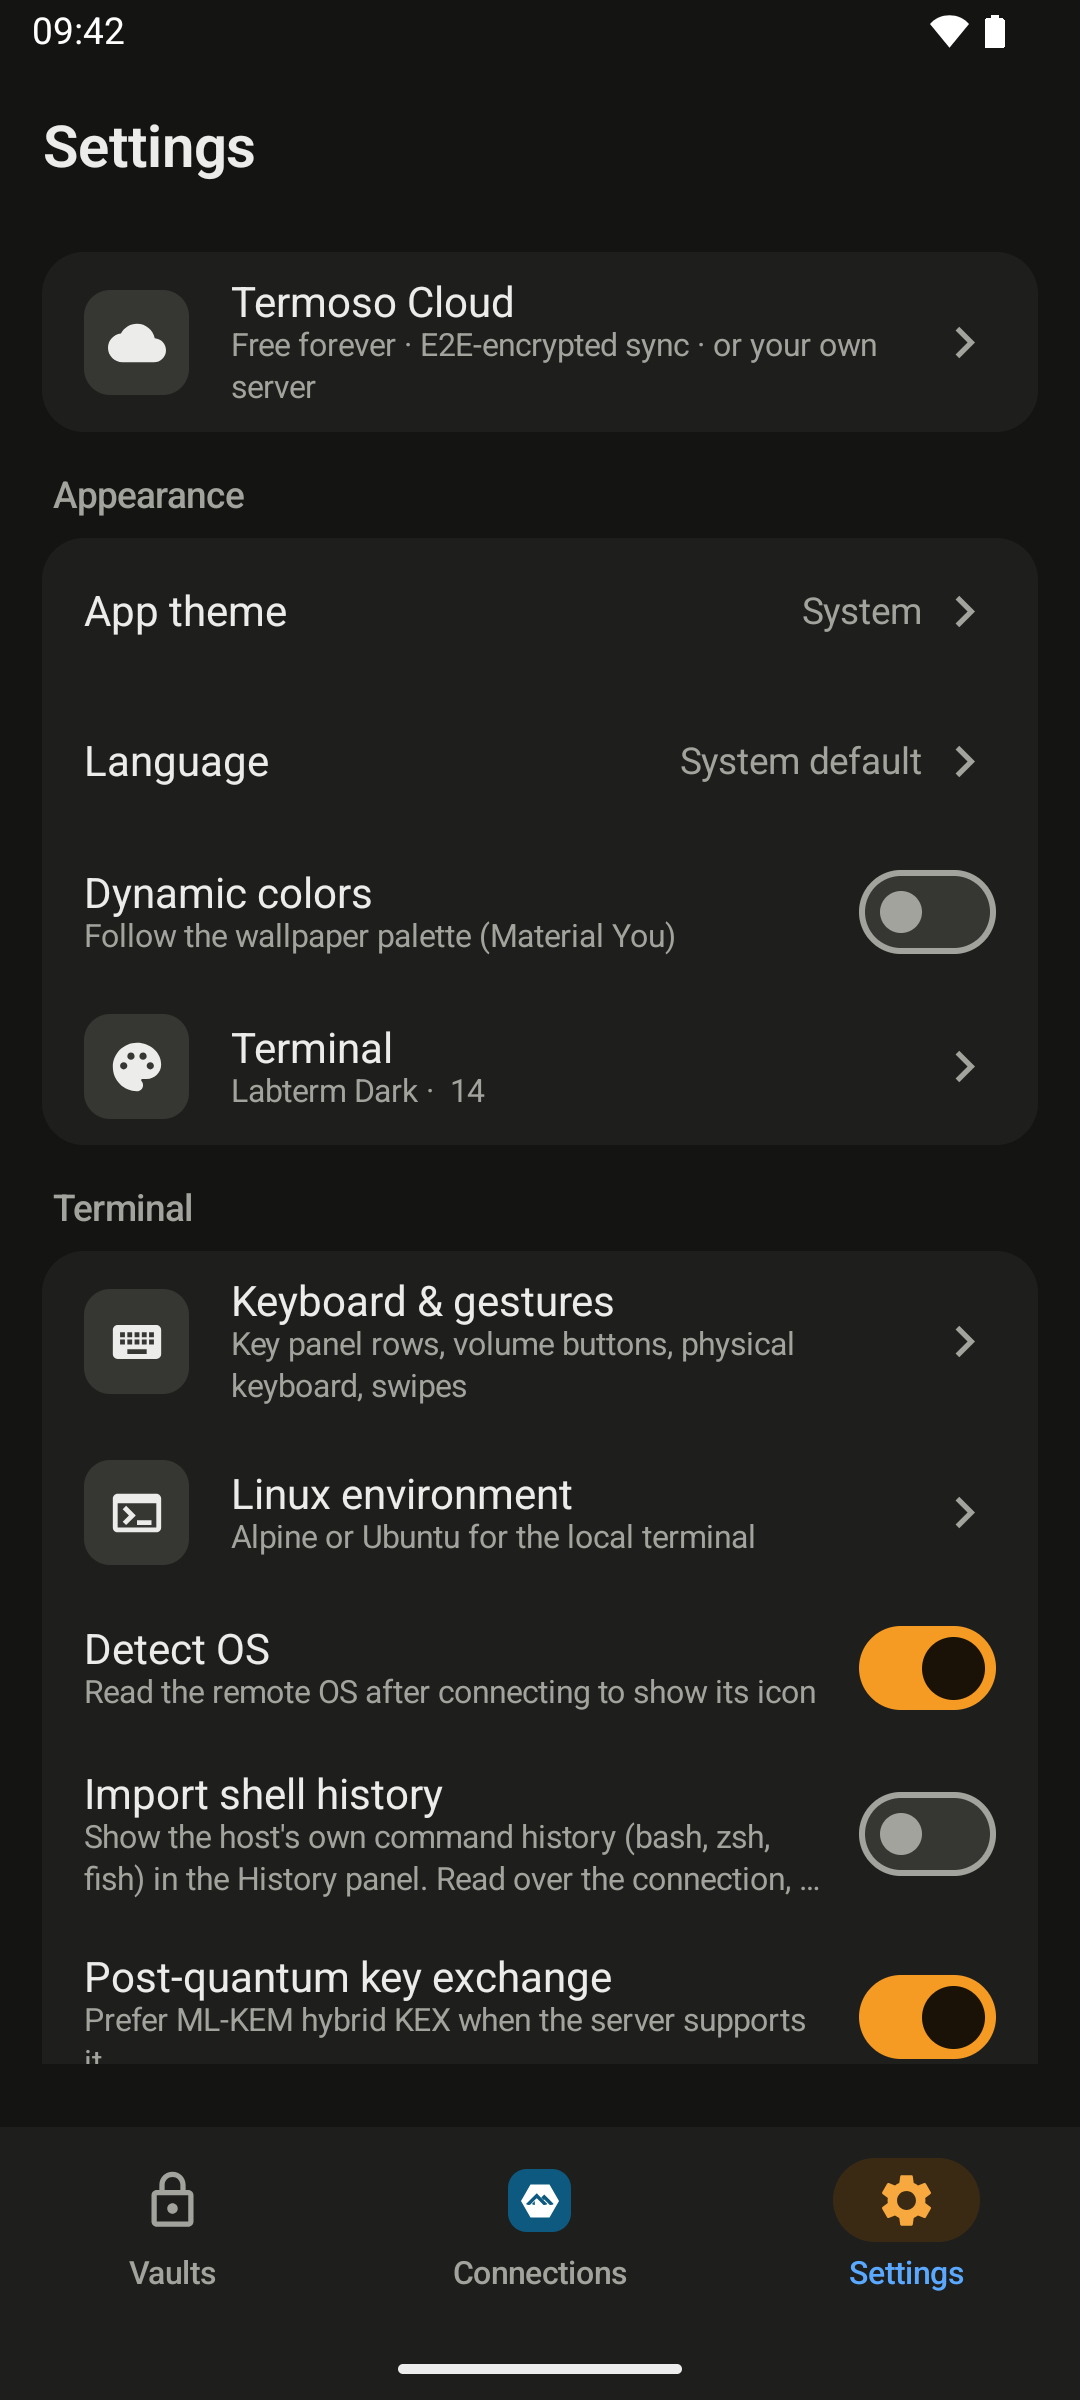 09:42
Settings
Termoso Cloud
Free forever · E2E-encrypted sync · or your own
server
Appearance
App theme
System
Language
System default
Dynamic colors
Follow the wallpaper palette (Material You)
Terminal
Labterm Dark · 14
Terminal
Keyboard & gestures
Key panel rows, volume buttons, physical
keyboard, swipes
Linux environment
Alpine or Ubuntu for the local terminal
Detect OS
Read the remote OS after connecting to show its icon
Import shell history
Show the host's own command history (bash, zsh,
fish) in the History panel. Read over the connection, ...
Post-quantum key exchange
Prefer ML-KEM hybrid KEX when the server supports
it
Vaults
Connections
Settings